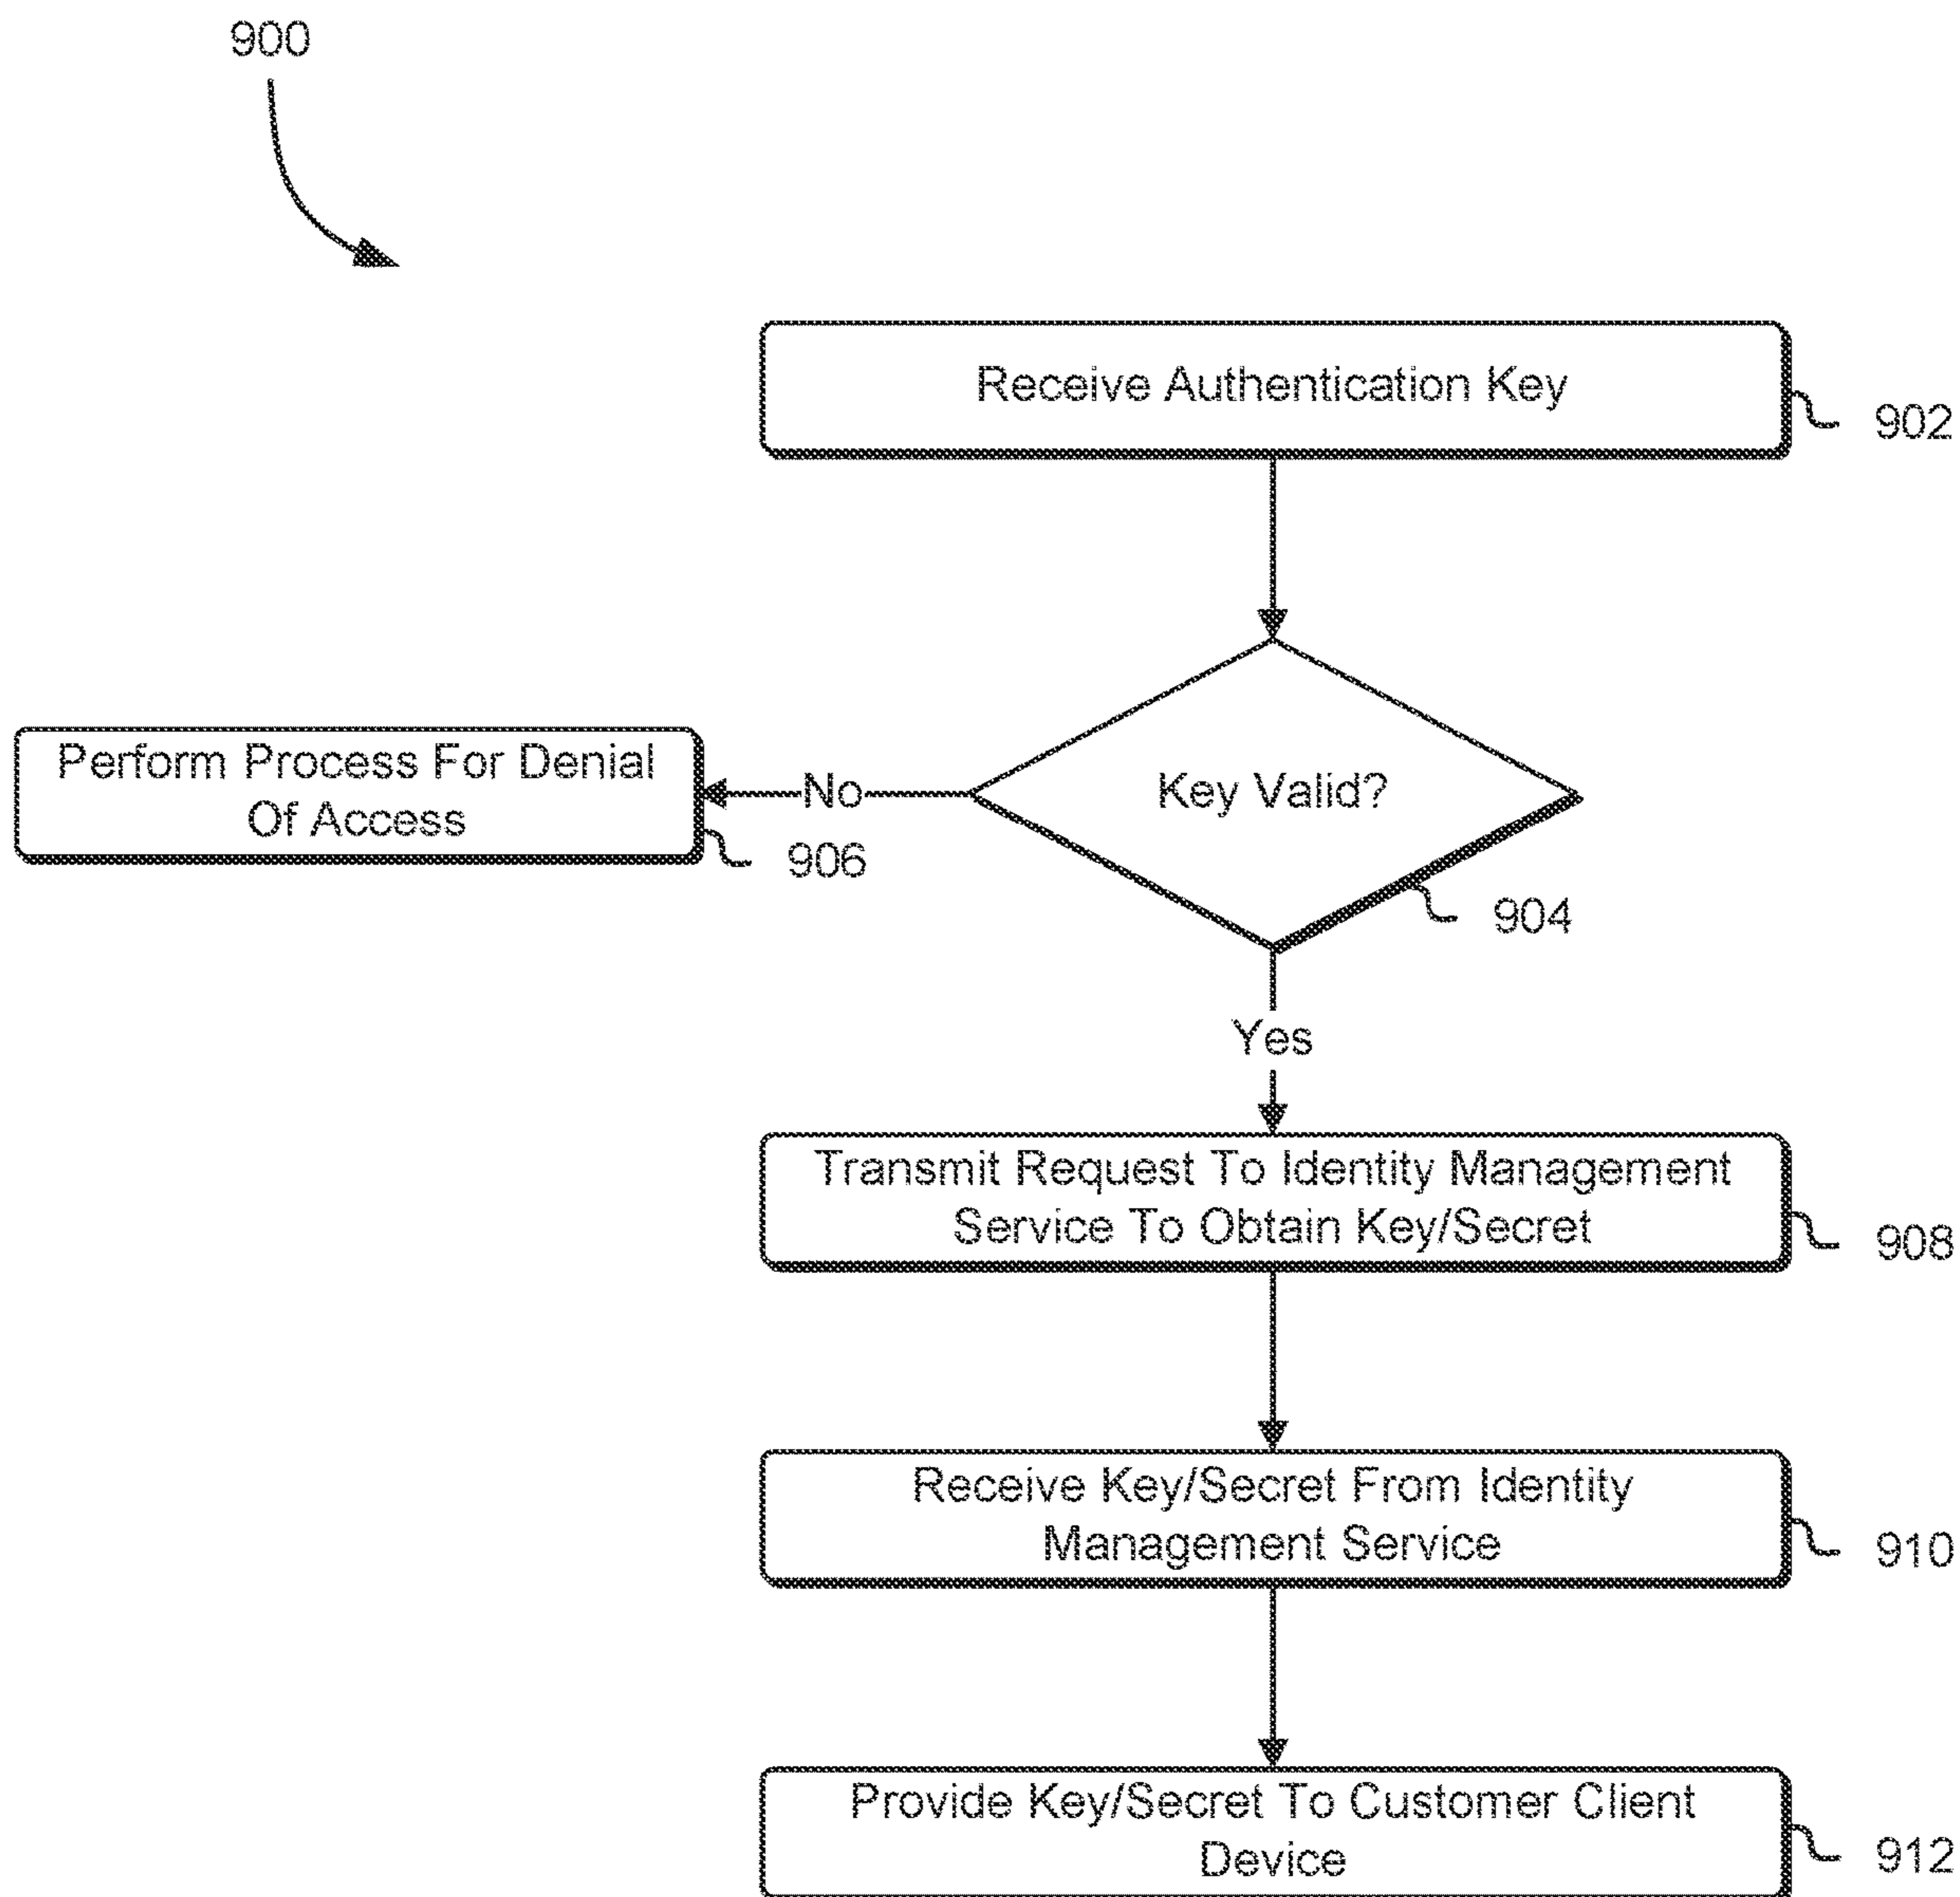 900
Receive Authentication Key
902
Key Valid?
No
Perform Process For Denial
Of Access
906
904
Yes
Transmit Request To Identity Management
Service To Obtain Key/Secret
908
Receive Key/Secret From Identity
Management Service
910
Provide Key/Secret To Customer Client
Device
912